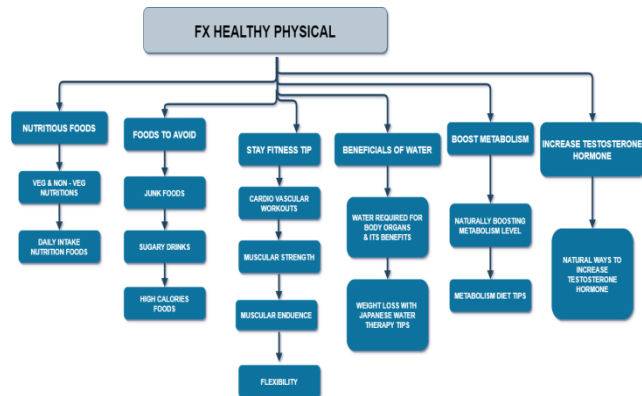 FX HEALTHY PHYSICAL
NUTRITIOUS FOODS
VEG & NON - VEG
NUTRITIONS
DAILY INTAKE
NUTRITION FOODS
FOODS TO AVOID
JUNK FOODS
SUGARY DRINKS
HIGH CALORIES
FOODS
STAY FITNESS TIP
CARDIO VASCULAR
WORKOUTS
MUSCULAR STRENGTH
MUSCULAR ENDUENCE
FLEXIBILITY
BENEFICIALS OF WATER
WATER REQUIRED FOR
BODY ORGANS
& ITS BENEFITS
WEIGHT LOSS WITH
JAPANESE WATER
THERAPY TIPS
BOOST METABOLISM
NATURALLY BOOSTING
METABOLISM LEVEL
METABOLISM DIET TIPS
INCREASE TESTOSTERONE
HORMONE
NATURAL WAYS TO
INCREASE
TESTOSTERONE
HORMONE